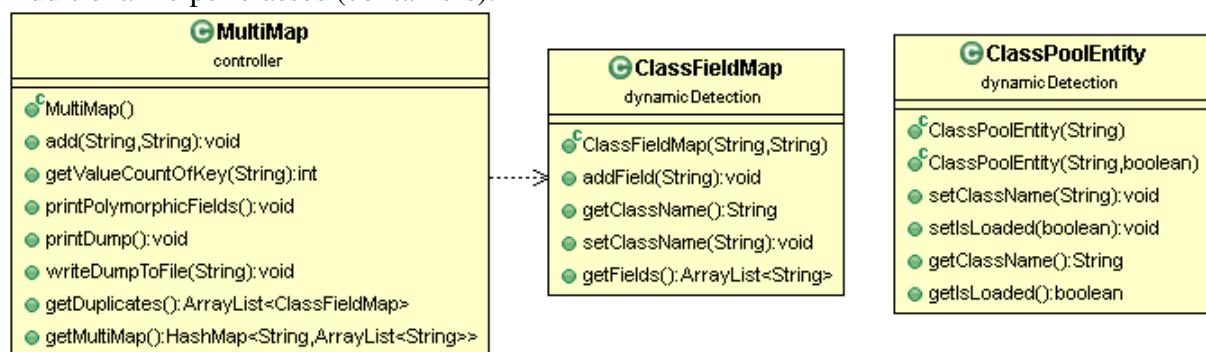 MultiMap
controller
MultiMap()
add(String,String):void
getValueCountOfKey(String):int
printPolymorphicFields():void
printDump():void
writeDumpToFile(String):void
getDuplicates():ArrayList<ClassFieldMap>
getMultiMap():HashMap<String,ArrayList<String>>
ClassFieldMap
dynamicDetection
ClassFieldMap(String,String)
addField(String):void
getClassName():String
setClassName(String):void
getFields():ArrayList<String>
ClassPoolEntity
dynamicDetection
ClassPoolEntity(String)
ClassPoolEntity(String,boolean)
setClassName(String):void
setIsLoaded(boolean):void
getClassName():String
getIsLoaded():boolean